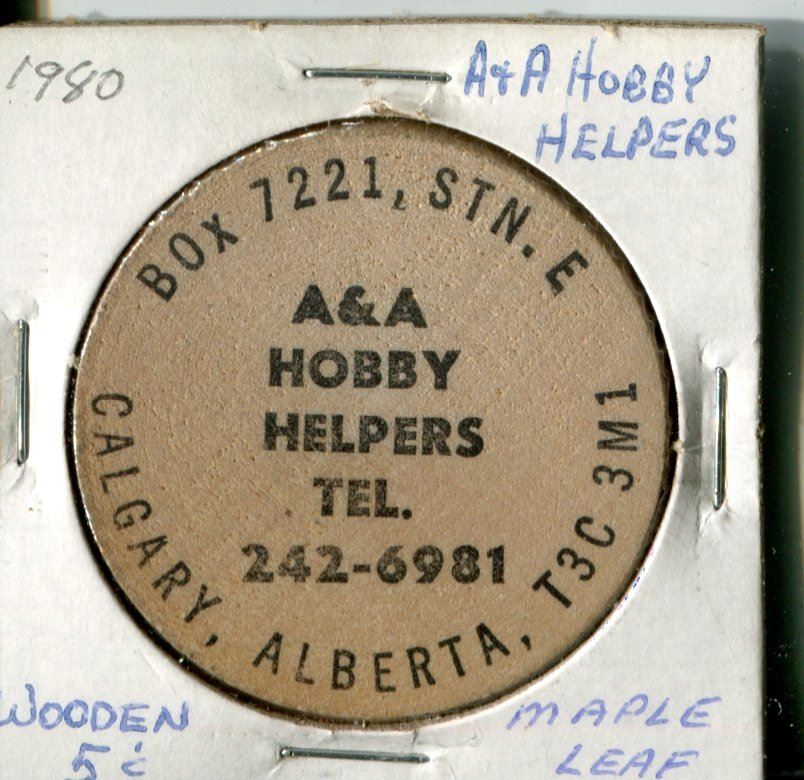 1980
A&A HOBBY
HELPERS
BOX 7221, STN. E
A&A
HOBBY
HELPERS
TEL.
242-6981
CALGARY, ALBERTA, T3C 3M1
WOODEN
5¢
MAPLE
LEAF